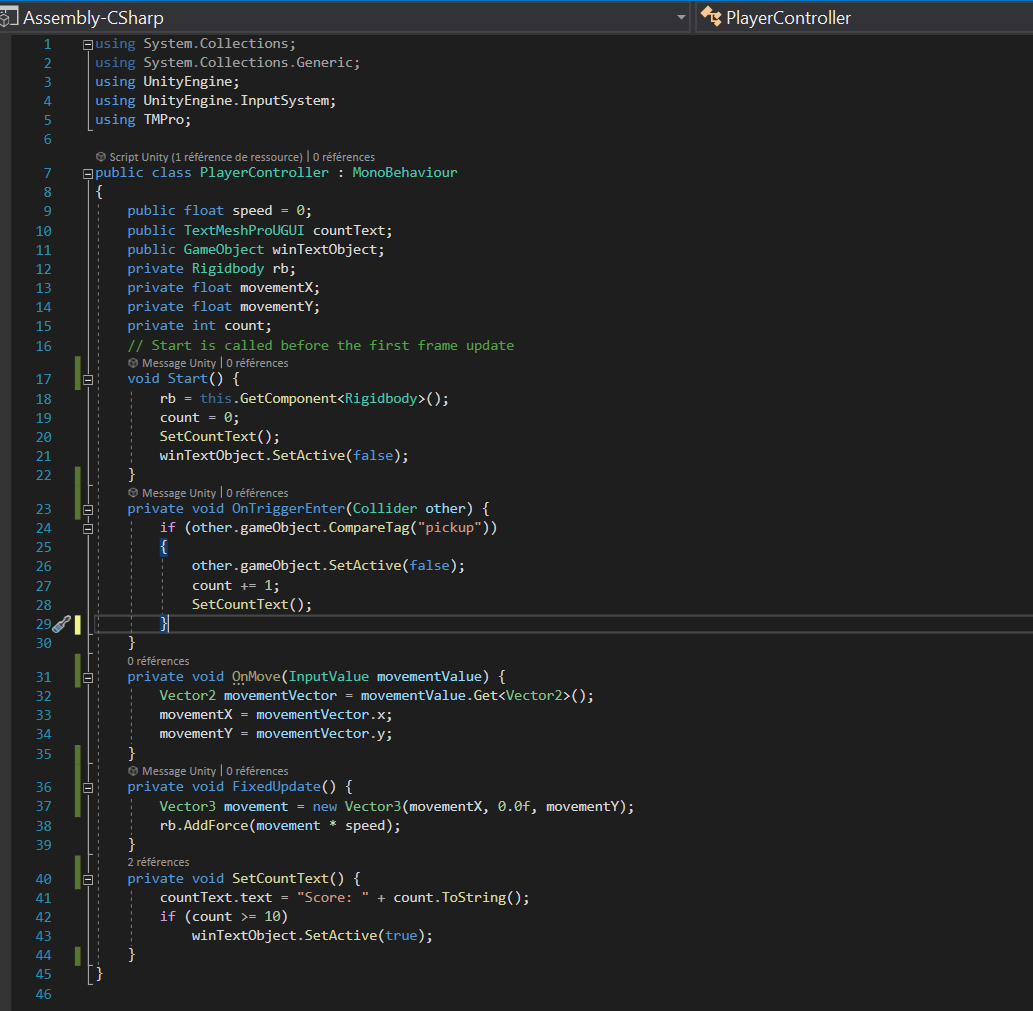 Assembly-CSharp PlayerController
1 using System.Collections;
2 using System.Collections.Generic;
3 using UnityEngine;
4 using UnityEngine.InputSystem;
5 using TMPro;
6
Script Unity (1 référence de ressource) | 0 références
7 public class PlayerController : MonoBehaviour
8 {
9 public float speed = 0;
10 public TextMeshProUGUI countText;
11 public GameObject winTextObject;
12 private Rigidbody rb;
13 private float movementX;
14 private float movementY;
15 private int count;
16 // Start is called before the first frame update
Message Unity | 0 références
17 void Start() {
18 rb = this.GetComponent<Rigidbody>();
19 count = 0;
20 SetCountText();
21 winTextObject.SetActive(false);
22 }
Message Unity | 0 références
23 private void OnTriggerEnter(Collider other) {
24 if (other.gameObject.CompareTag("pickup"))
25 {
26 other.gameObject.SetActive(false);
27 count += 1;
28 SetCountText();
29 }
30 }
0 références
31 private void OnMove(InputValue movementValue) {
32 Vector2 movementVector = movementValue.Get<Vector2>();
33 movementX = movementVector.x;
34 movementY = movementVector.y;
35 }
Message Unity | 0 références
36 private void FixedUpdate() {
37 Vector3 movement = new Vector3(movementX, 0.0f, movementY);
38 rb.AddForce(movement * speed);
39 }
2 références
40 private void SetCountText() {
41 countText.text = "Score: " + count.ToString();
42 if (count >= 10)
43 winTextObject.SetActive(true);
44 }
45 }
46